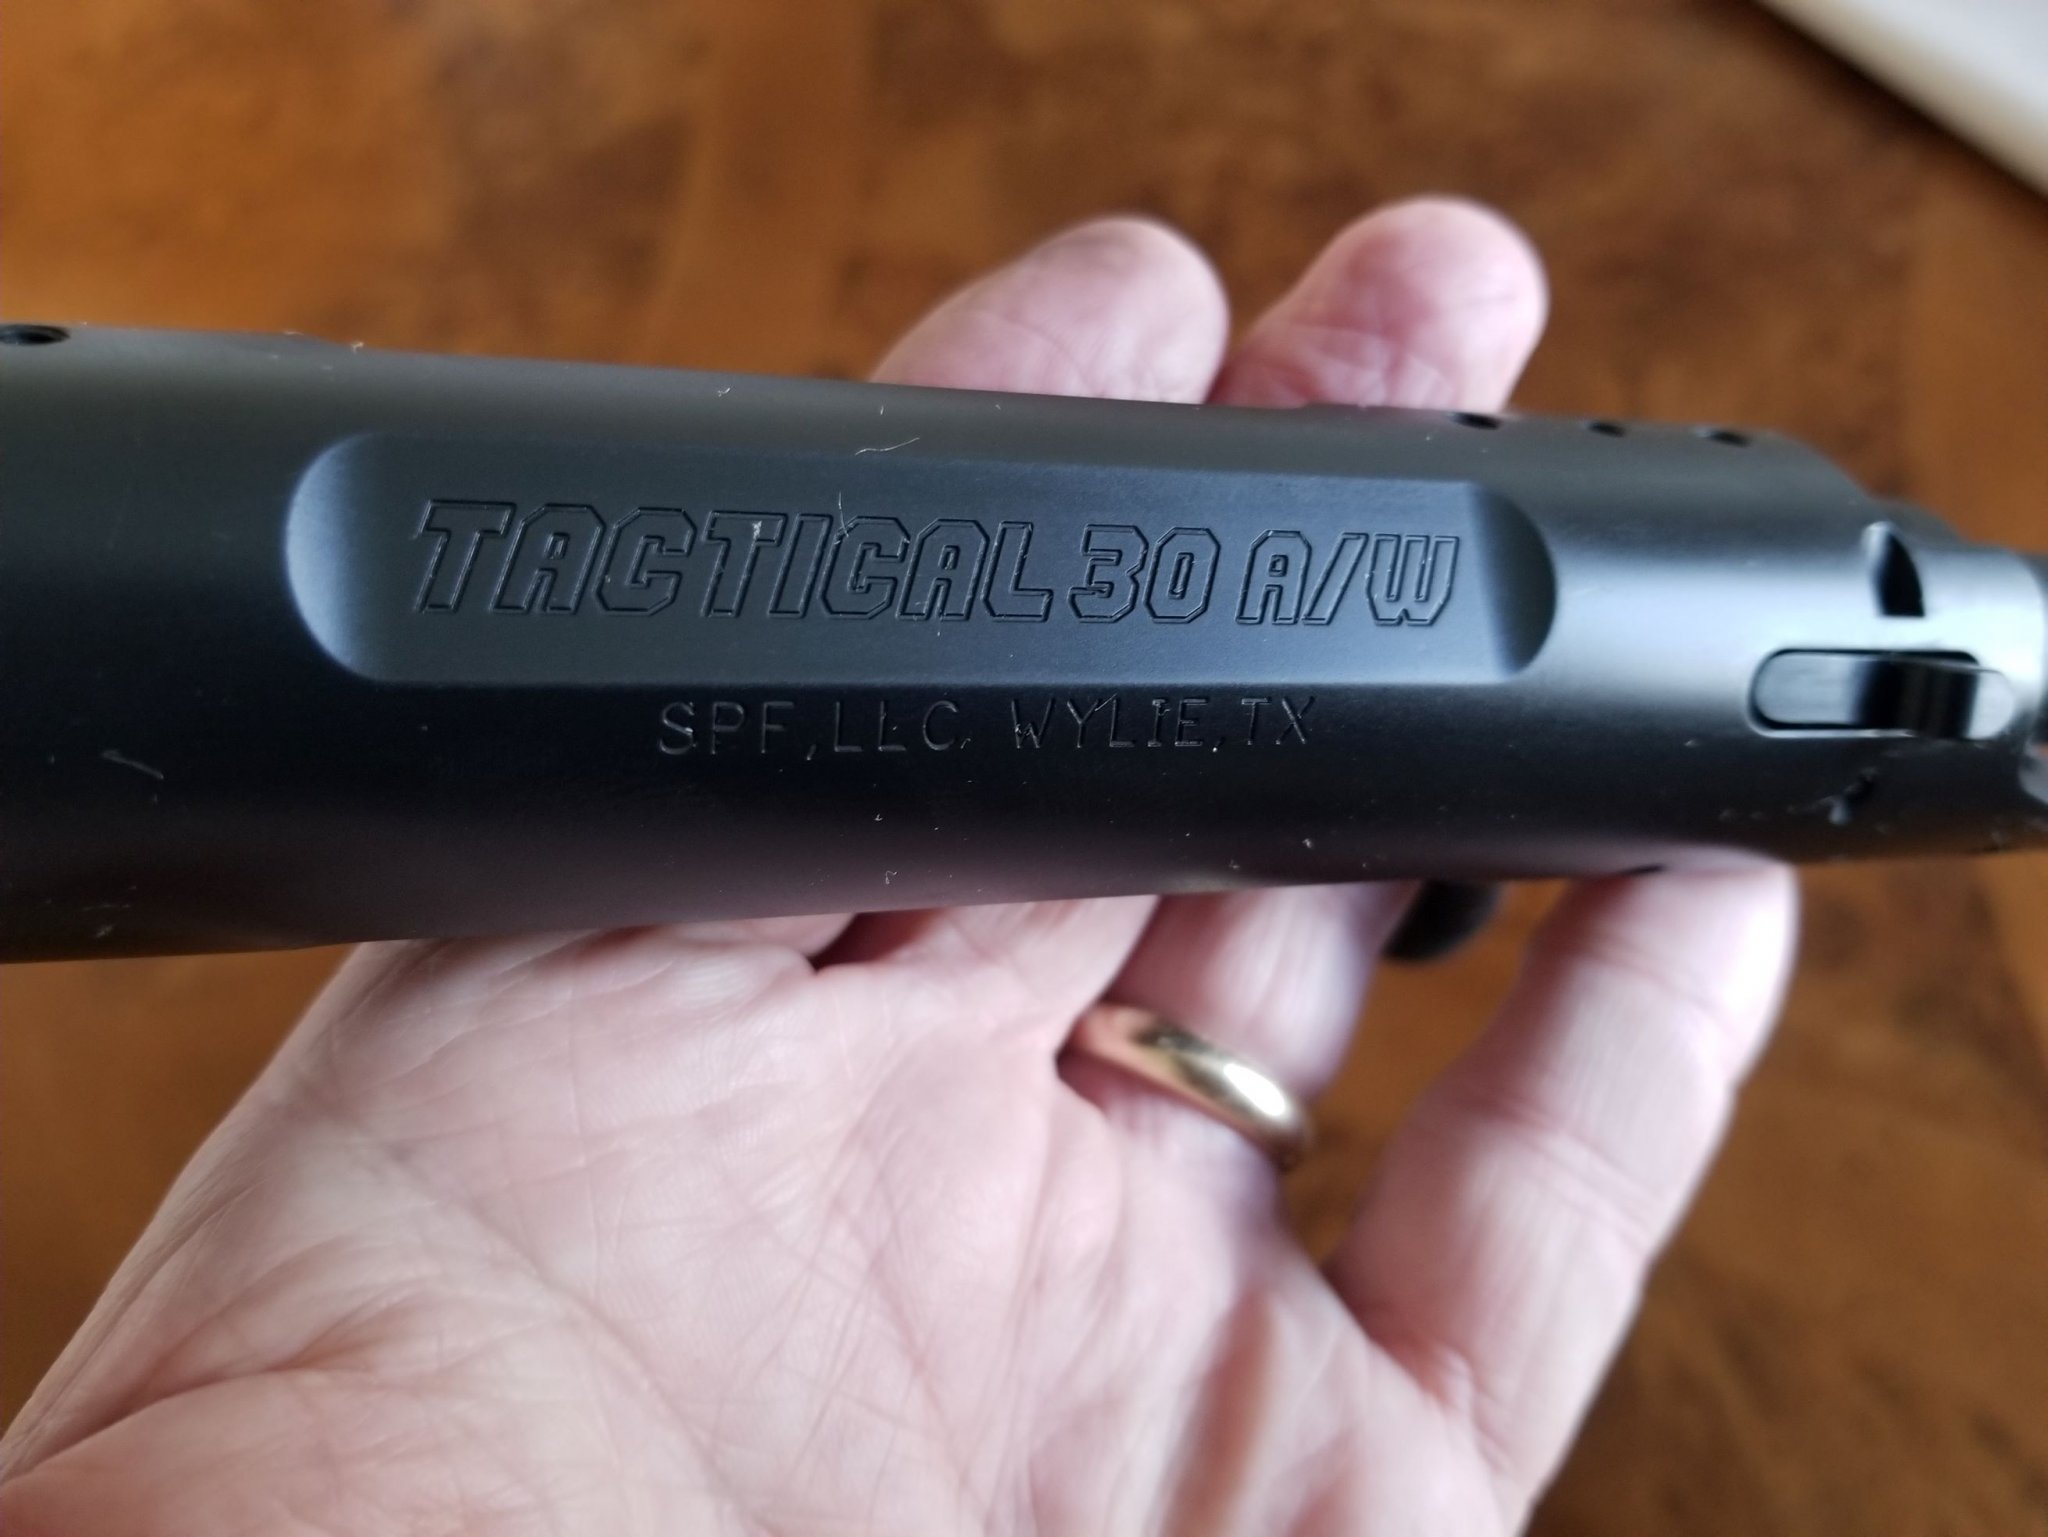 TACTICAL 30 A/W
SPF, LLC. WYLIE, TX